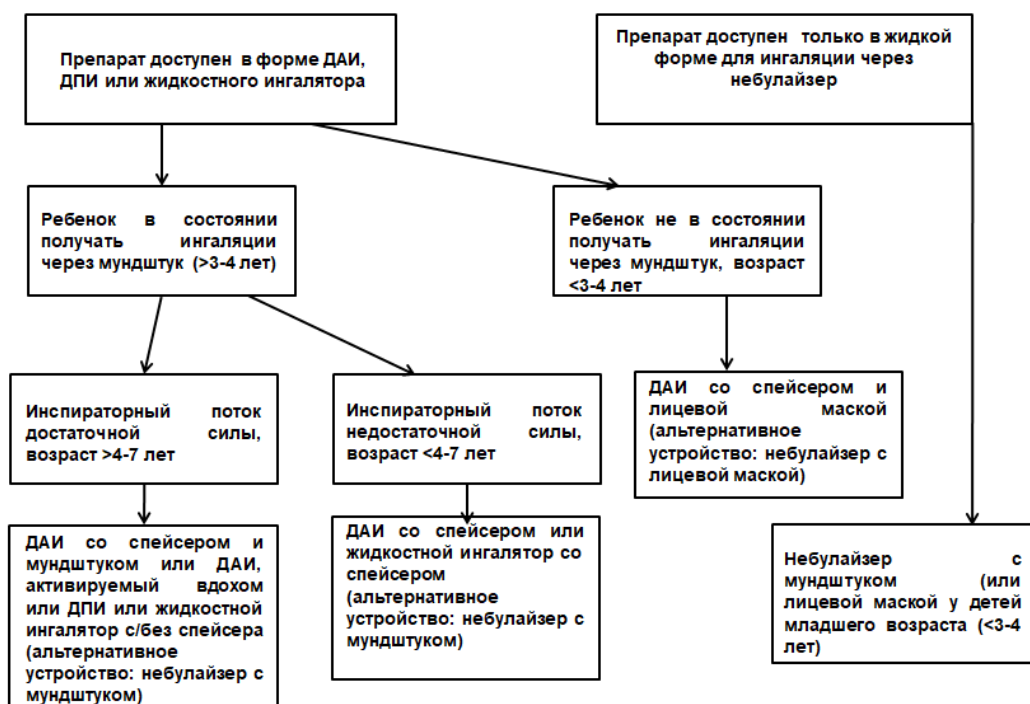 Препарат доступен в форме ДАИ,
ДПИ или жидкостного ингалятора
Препарат доступен только в жидкой
форме для ингаляции через
небулайзер
Ребенок в состоянии
получать ингаляции
через мундштук (>3-4 лет)
Ребенок не в состоянии
получать ингаляции
через мундштук, возраст
<3-4 лет
Инспираторный поток
достаточной силы,
возраст >4-7 лет
Инспираторный поток
недостаточной силы,
возраст <4-7 лет
ДАИ со спейсером и
лицевой маской
(альтернативное
устройство: небулайзер с
лицевой маской)
ДАИ со спейсером и
мундштуком или ДАИ,
активируемый вдохом
или ДПИ или жидкостной
ингалятор с/без спейсера
(альтернативное
устройство: небулайзер с
мундштуком)
ДАИ со спейсером или
жидкостной ингалятор со
спейсером
(альтернативное
устройство: небулайзер с
мундштуком)
Небулайзер с
мундштуком (или
лицевой маской у детей
младшего возраста (<3-4
лет)